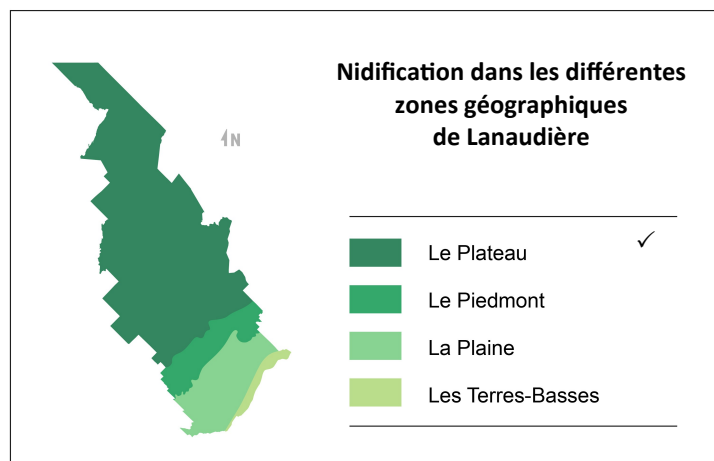 Nidification dans les différentes
zones géographiques
de Lanaudière
N
Le Plateau ✓
Le Piedmont
La Plaine
Les Terres-Basses